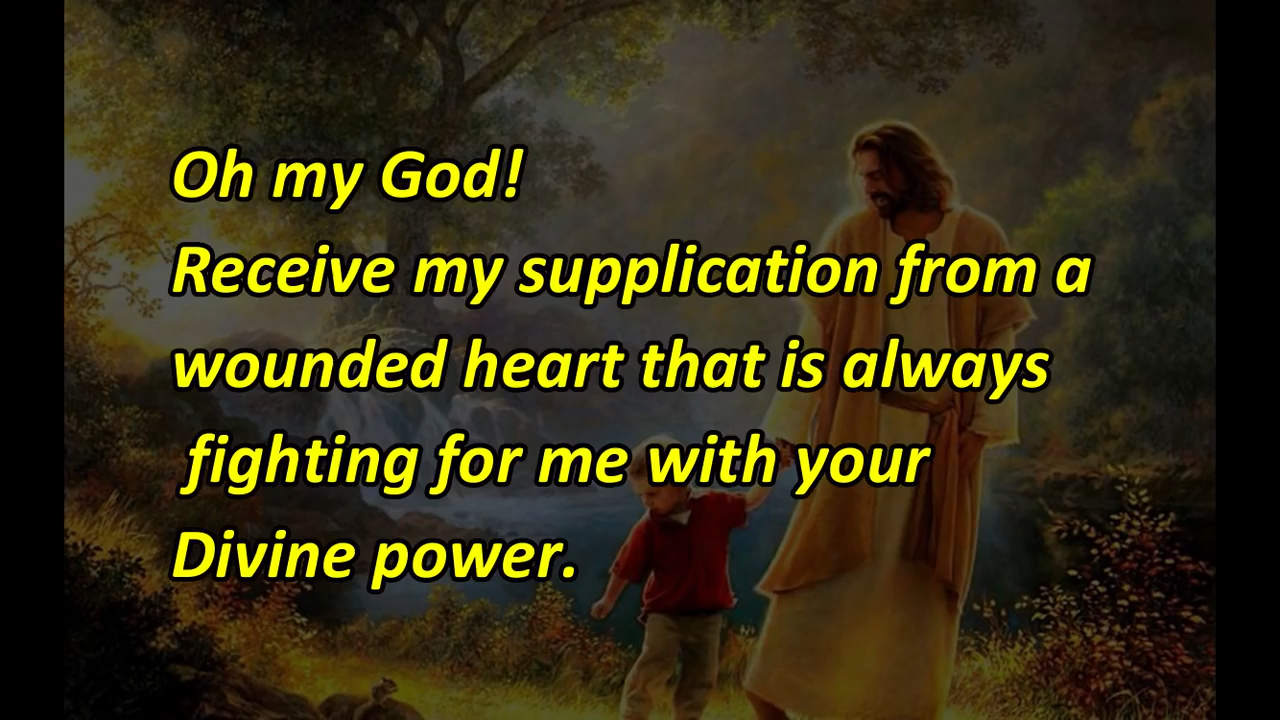 Oh my God!
Receive my supplication from a
wounded heart that is always
fighting for me with your
Divine power.